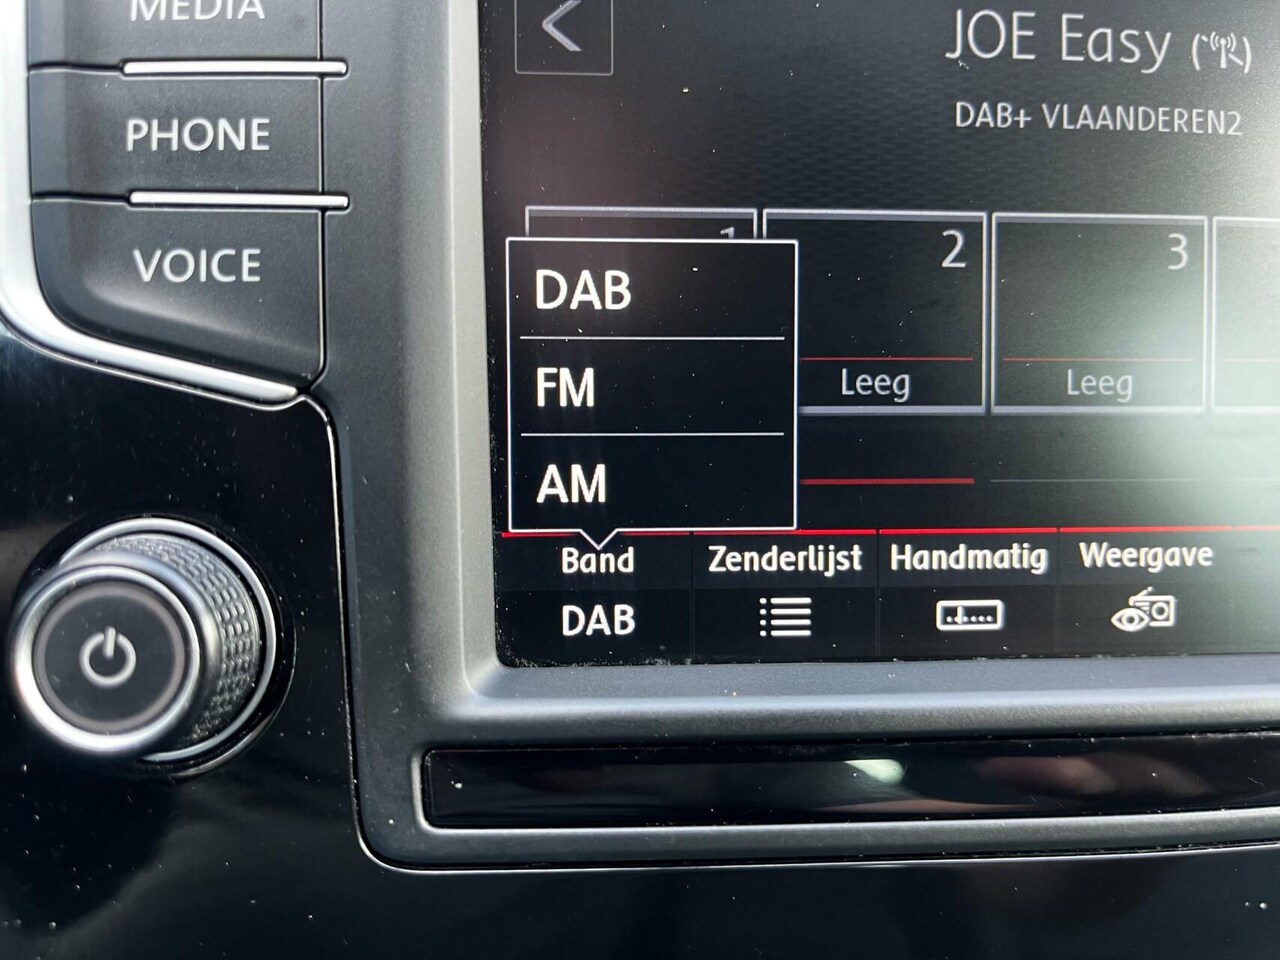 MEDIA
PHONE
VOICE
JOE Easy
DAB+ VLAANDEREN2
1
2
3
DAB
FM
AM
Leeg
Leeg
Band
Zenderlijst
Handmatig
Weergave
DAB